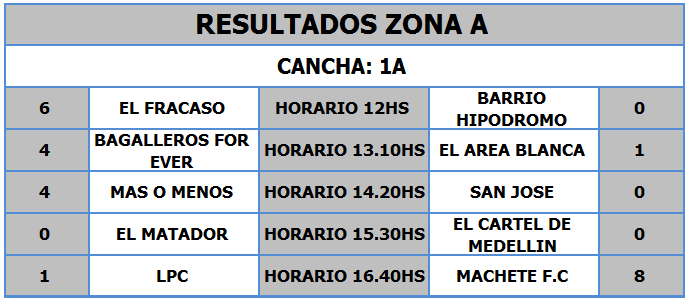 RESULTADOS ZONA A
CANCHA: 1A
6 EL FRACASO HORARIO 12HS BARRIO HIPODROMO 0
4 BAGALLEROS FOR EVER HORARIO 13.10HS EL AREA BLANCA 1
4 MAS O MENOS HORARIO 14.20HS SAN JOSE 0
0 EL MATADOR HORARIO 15.30HS EL CARTEL DE MEDELLIN 0
1 LPC HORARIO 16.40HS MACHETE F.C 8